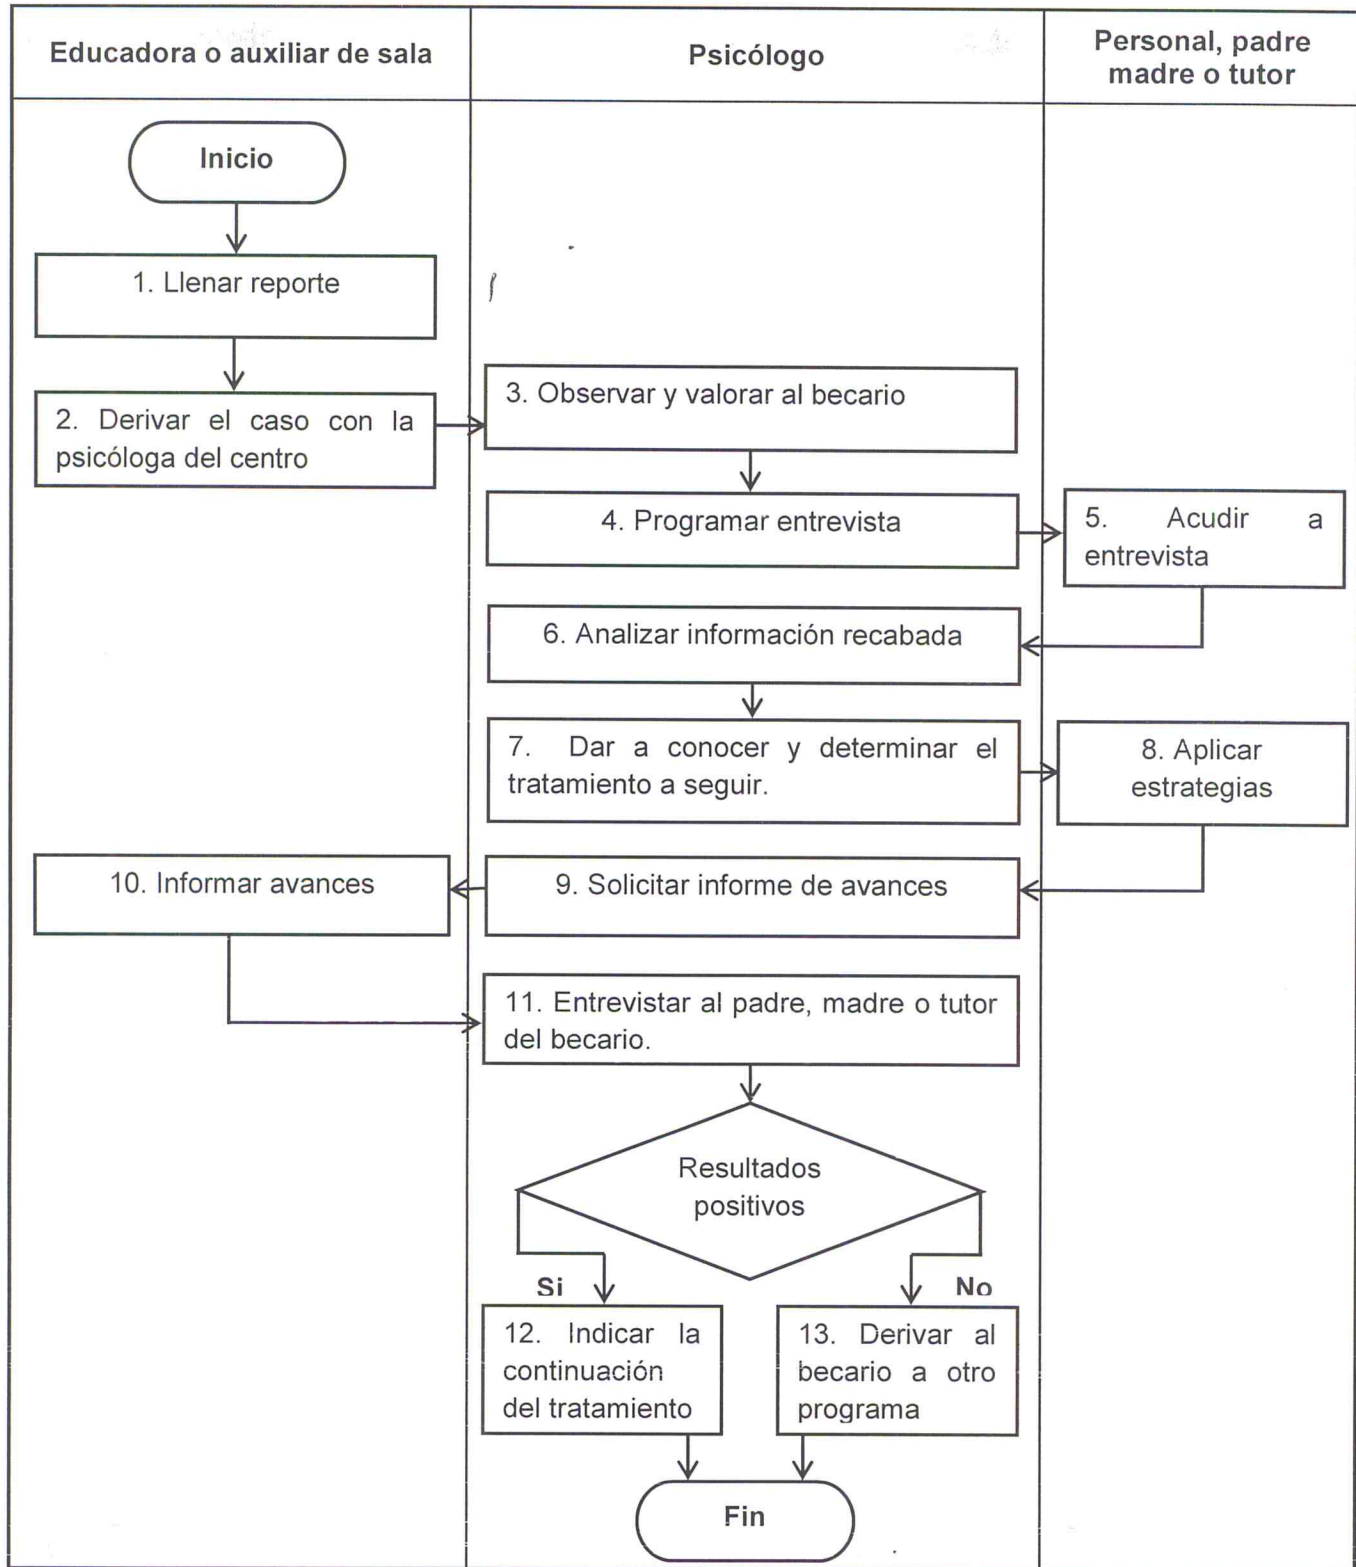 Educadora o auxiliar de sala
Psicólogo
Personal, padre
madre o tutor
Inicio
1. Llenar reporte
2. Derivar el caso con la
psicóloga del centro
3. Observar y valorar al becario
4. Programar entrevista
5. Acudir a
entrevista
6. Analizar información recabada
7. Dar a conocer y determinar el
tratamiento a seguir.
8. Aplicar
estrategias
9. Solicitar informe de avances
10. Informar avances
11. Entrevistar al padre, madre o tutor
del becario.
Resultados
positivos
Si
No
12. Indicar la
continuación
del tratamiento
13. Derivar al
becario a otro
programa
Fin